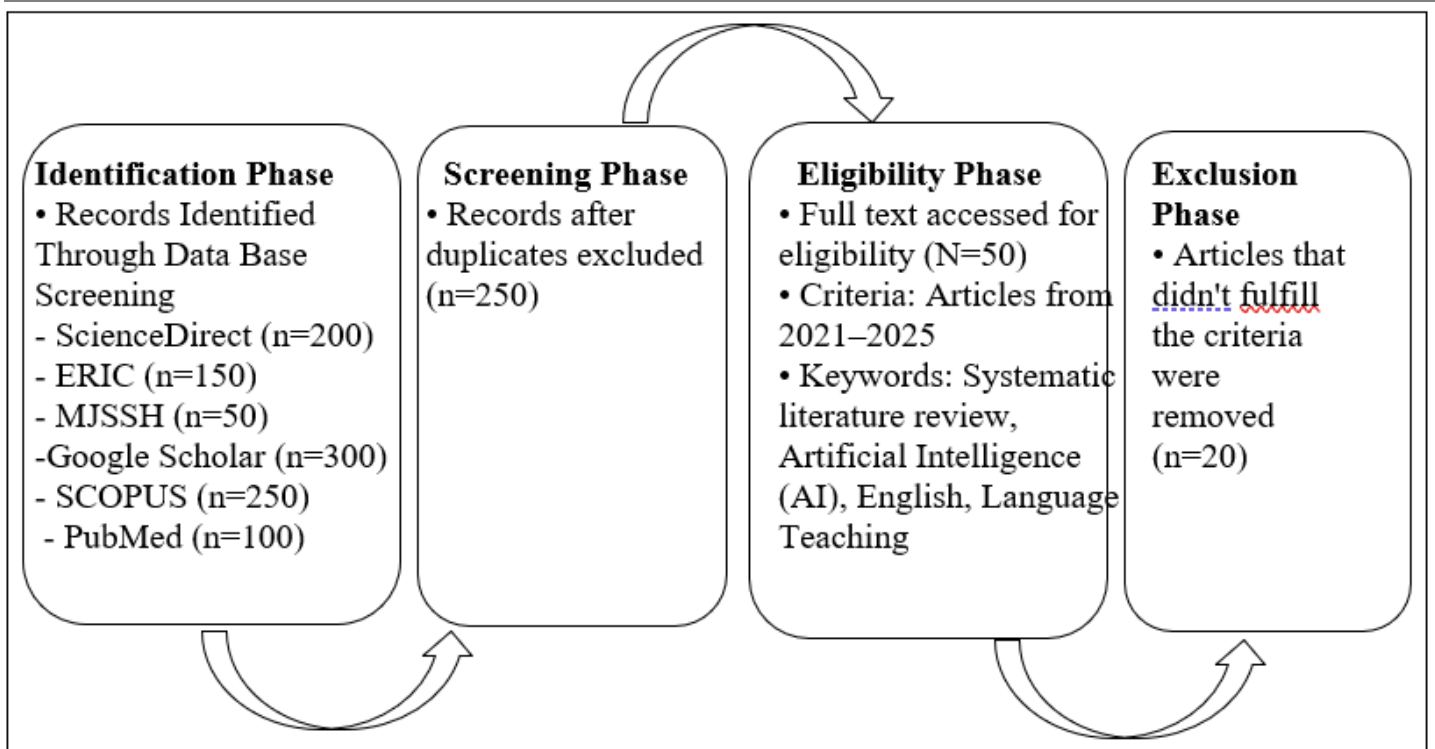 Identification Phase
• Records Identified
Through Data Base
Screening
- ScienceDirect (n=200)
- ERIC (n=150)
- MJSSH (n=50)
-Google Scholar (n=300)
- SCOPUS (n=250)
- PubMed (n=100)
Screening Phase
• Records after
duplicates excluded
(n=250)
Eligibility Phase
• Full text accessed for
eligibility (N=50)
• Criteria: Articles from
2021–2025
• Keywords: Systematic
literature review,
Artificial Intelligence
(AI), English, Language
Teaching
Exclusion
Phase
• Articles that
didn't fulfill
the criteria
were
removed
(n=20)